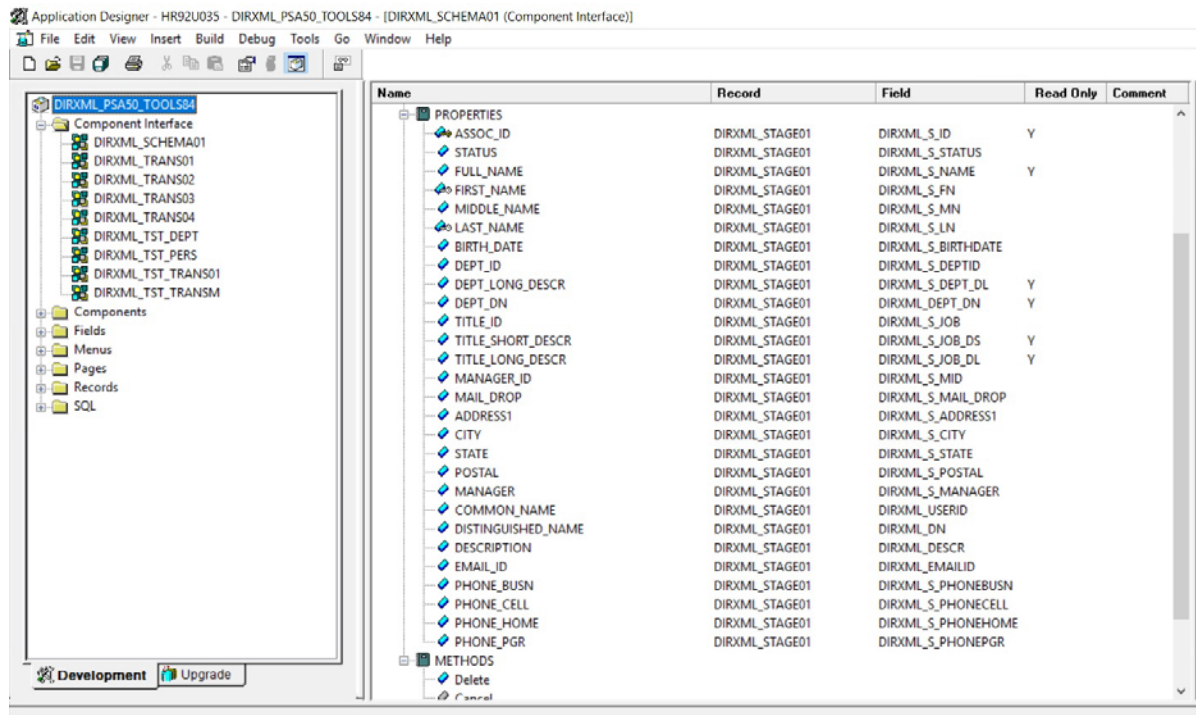 Application Designer - HR92U035 - DIRXML_PSA50_TOOLS84 - [DIRXML_SCHEMA01 (Component Interface)]
File Edit View Insert Build Debug Tools Go Window Help
DIRXML_PSA50_TOOLS84
Component Interface
DIRXML_SCHEMA01
DIRXML_TRANS01
DIRXML_TRANS02
DIRXML_TRANS03
DIRXML_TRANS04
DIRXML_TST_DEPT
DIRXML_TST_PERS
DIRXML_TST_TRANS01
DIRXML_TST_TRANSM
Components
Fields
Menus
Pages
Records
SQL
Development Upgrade
Name Record Field Read Only Comment
PROPERTIES
ASSOC_ID DIRXML_STAGE01 DIRXML_S_ID Y
STATUS DIRXML_STAGE01 DIRXML_S_STATUS
FULL_NAME DIRXML_STAGE01 DIRXML_S_NAME Y
FIRST_NAME DIRXML_STAGE01 DIRXML_S_FN
MIDDLE_NAME DIRXML_STAGE01 DIRXML_S_MN
LAST_NAME DIRXML_STAGE01 DIRXML_S_LN
BIRTH_DATE DIRXML_STAGE01 DIRXML_S_BIRTHDATE
DEPT_ID DIRXML_STAGE01 DIRXML_S_DEPTID
DEPT_LONG_DESCR DIRXML_STAGE01 DIRXML_S_DEPT_DL Y
DEPT_DN DIRXML_STAGE01 DIRXML_DEPT_DN Y
TITLE_ID DIRXML_STAGE01 DIRXML_S_JOB
TITLE_SHORT_DESCR DIRXML_STAGE01 DIRXML_S_JOB_DS Y
TITLE_LONG_DESCR DIRXML_STAGE01 DIRXML_S_JOB_DL Y
MANAGER_ID DIRXML_STAGE01 DIRXML_S_MID
MAIL_DROP DIRXML_STAGE01 DIRXML_S_MAIL_DROP
ADDRESS1 DIRXML_STAGE01 DIRXML_S_ADDRESS1
CITY DIRXML_STAGE01 DIRXML_S_CITY
STATE DIRXML_STAGE01 DIRXML_S_STATE
POSTAL DIRXML_STAGE01 DIRXML_S_POSTAL
MANAGER DIRXML_STAGE01 DIRXML_S_MANAGER
COMMON_NAME DIRXML_STAGE01 DIRXML_USERID
DISTINGUISHED_NAME DIRXML_STAGE01 DIRXML_DN
DESCRIPTION DIRXML_STAGE01 DIRXML_DESCR
EMAIL_ID DIRXML_STAGE01 DIRXML_EMAILID
PHONE_BUSN DIRXML_STAGE01 DIRXML_S_PHONEBUSN
PHONE_CELL DIRXML_STAGE01 DIRXML_S_PHONECELL
PHONE_HOME DIRXML_STAGE01 DIRXML_S_PHONEHOME
PHONE_PGR DIRXML_STAGE01 DIRXML_S_PHONEPGR
METHODS
Delete
Cancel